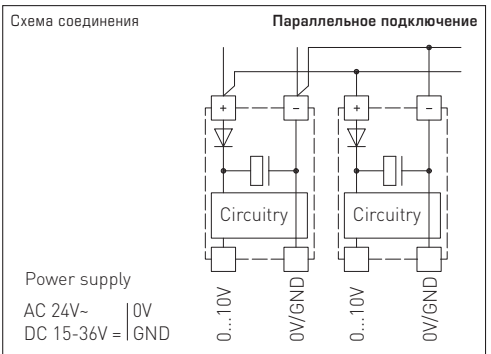 Схема соединения
Параллельное подключение
+ – + –
Circuitry Circuitry
Power supply
AC 24V~ 0V
DC 15-36V = GND
0...10V
0V/GND
0...10V
0V/GND